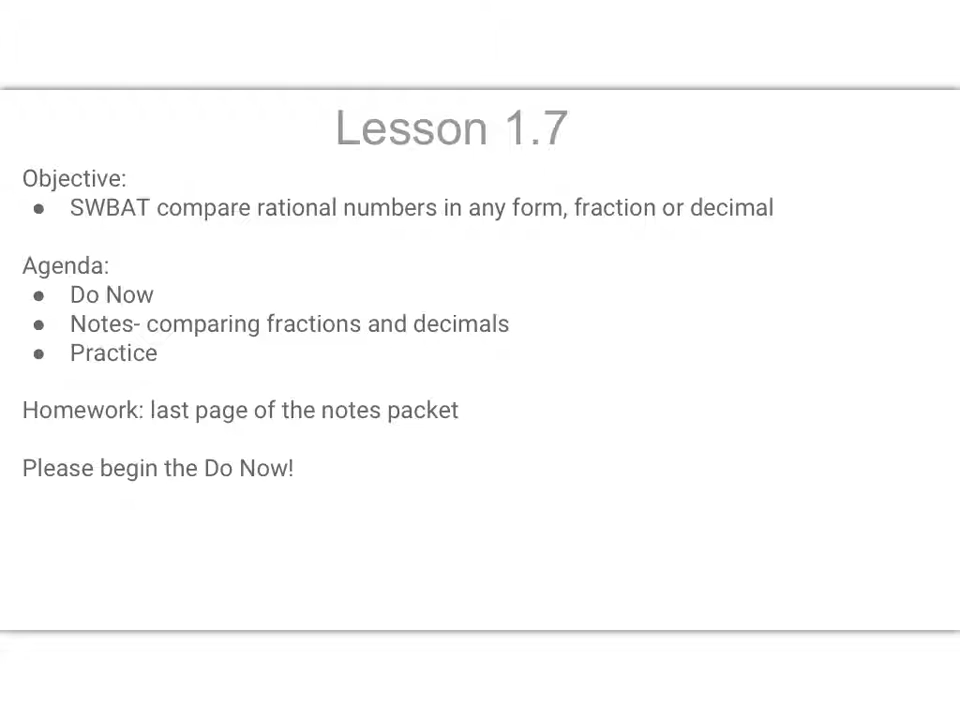 Lesson 1.7
Objective:
● SWBAT compare rational numbers in any form, fraction or decimal
Agenda:
● Do Now
● Notes- comparing fractions and decimals
● Practice
Homework: last page of the notes packet
Please begin the Do Now!